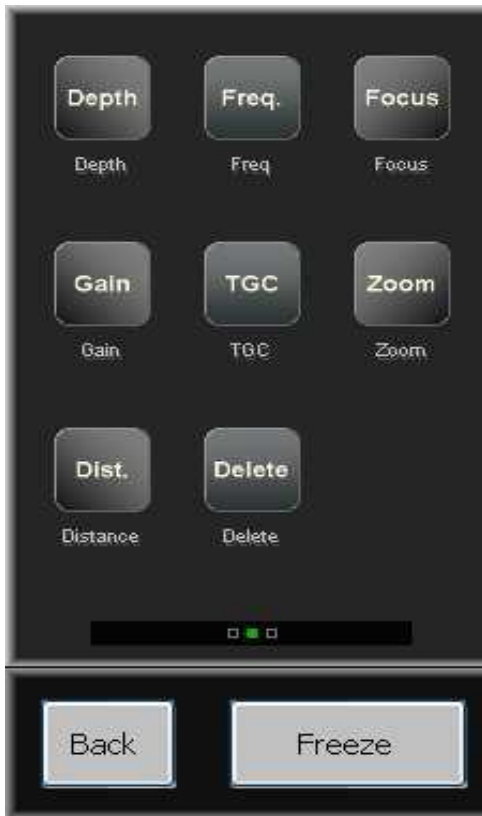 Depth Freq. Focus
Depth Freq Focus
Gain TGC Zoom
Gain TGC Zoom
Dist. Delete
Distance Delete
Back Freeze